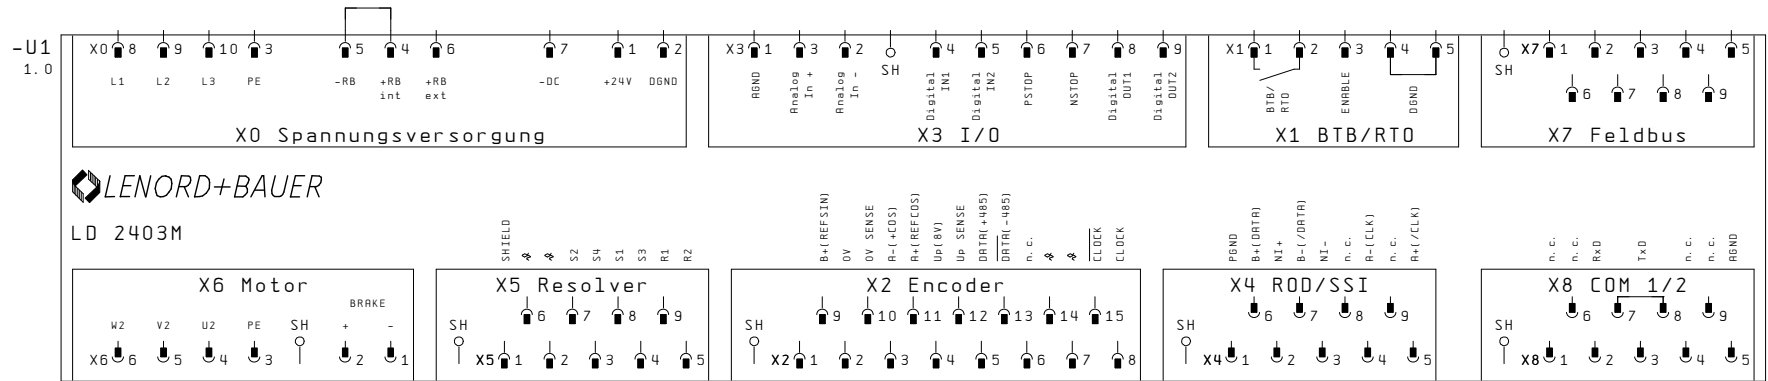 -U1
1.0
X0 8 9 10 3 5 4 6 7 1 2
L1 L2 L3 PE -RB +RB int +RB ext -DC +24V DGND
X0 Spannungsversorgung
X3 1 3 2 SH 4 5 6 7 8 9
AGND Analog In + Analog In - Digital IN1 Digital IN2 PSTOP NSTOP Digital OUT1 Digital OUT2
X3 I/O
X1 1 2 3 4 5
BTB/RTO ENABLE DGND
X1 BTB/RTO
SH X7 1 2 3 4 5
6 7 8 9
X7 Feldbus
LENORD+BAUER
LD 2403M
X6 Motor
BRAKE
W2 V2 U2 PE SH + -
X6 6 5 4 3 2 1
SHIELD S2 S4 S1 S3 R1 R2
X5 Resolver
6 7 8 9
SH
X5 1 2 3 4 5
B+(REFSIN) 0V 0V SENSE A-(+COS) A+(REFCOS) Up(8V) Up SENSE DATA(+485) DATA(-485) n.c. CLOCK CLOCK
X2 Encoder
9 10 11 12 13 14 15
SH
X2 1 2 3 4 5 6 7 8
PGND B+(DATA) NI+ B-(/DATA) NI- n.c. A-(CLK) n.c. A+(/CLK)
X4 ROD/SSI
6 7 8 9
SH
X4 1 2 3 4 5
n.c. n.c. RxD TxD n.c. n.c. AGND
X8 COM 1/2
6 7 8 9
SH
X8 1 2 3 4 5